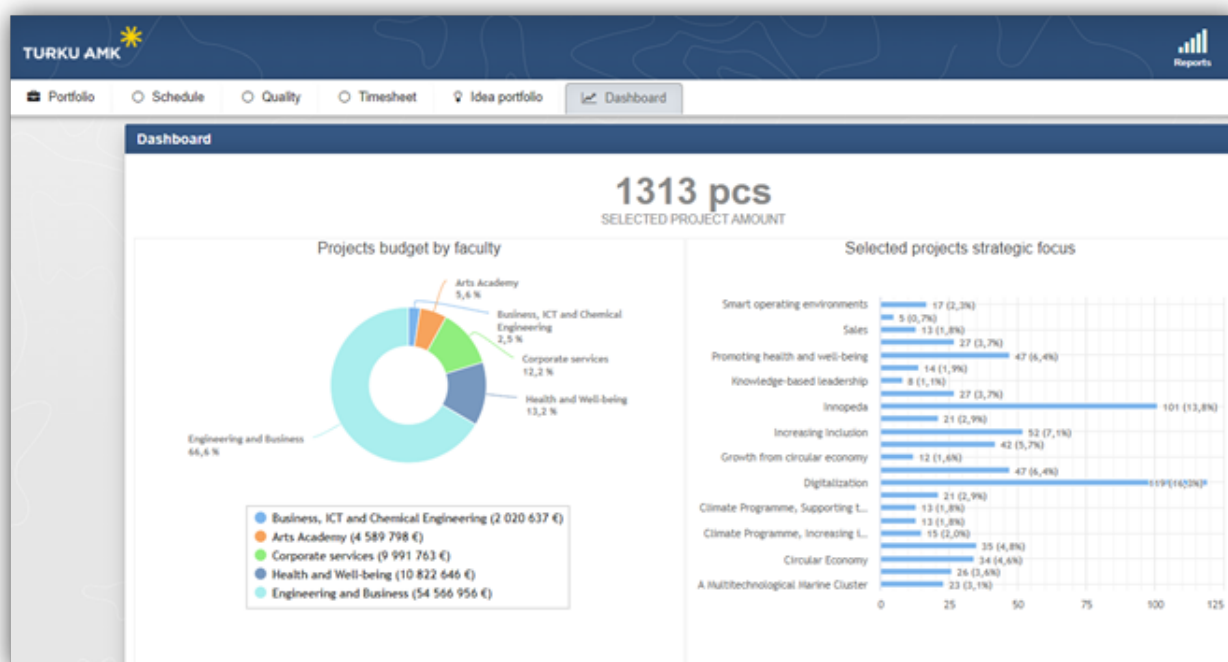 TURKU AMK
Reports
Portfolio
Schedule
Quality
Timesheet
Idea portfolio
Dashboard
Dashboard
1313 pcs
SELECTED PROJECT AMOUNT
Projects budget by faculty
Arts Academy
5,6 %
Business, ICT and Chemical
Engineering
2,5 %
Corporate services
12,2 %
Health and Well-being
13,2 %
Engineering and Business
66,6 %
Business, ICT and Chemical Engineering (2 020 637 €)
Arts Academy (4 589 798 €)
Corporate services (9 991 763 €)
Health and Well-being (10 822 646 €)
Engineering and Business (54 566 956 €)
Selected projects strategic focus
Smart operating environments 17 (2,3%)
5 (0,7%)
Sales 13 (1,8%)
27 (3,7%)
Promoting health and well-being 47 (6,4%)
14 (1,9%)
Knowledge-based leadership 8 (1,1%)
27 (3,7%)
Innopeda 101 (13,8%)
21 (2,9%)
Increasing Inclusion 52 (7,1%)
42 (5,7%)
Growth from circular economy 12 (1,6%)
47 (6,4%)
Digitalization
21 (2,9%)
Climate Programme, Supporting t... 13 (1,8%)
13 (1,8%)
Climate Programme, Increasing i... 15 (2,0%)
35 (4,8%)
Circular Economy 34 (4,6%)
26 (3,6%)
A Multitechnological Marine Cluster 23 (3,1%)
0 25 50 75 100 125